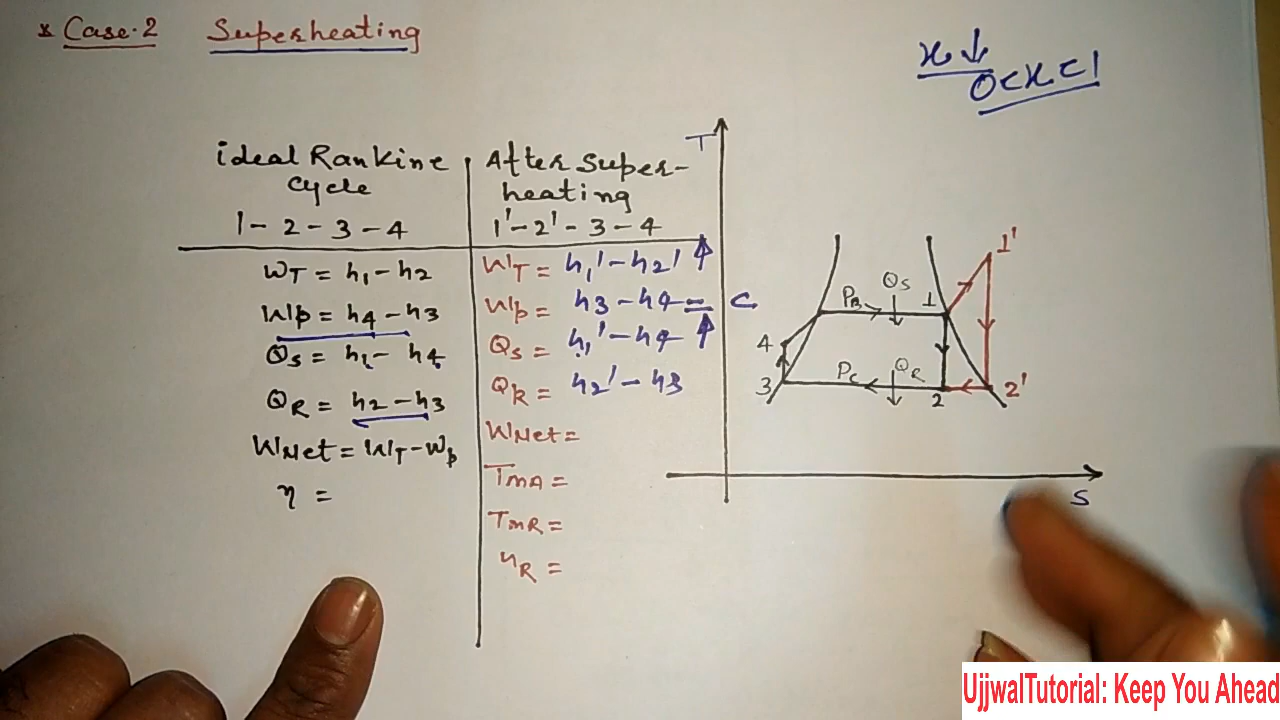 * Case.2 Superheating
x↓
0<x<1
ideal Rankine cycle
1 - 2 - 3 - 4
WT = h1 - h2
Wp = h4 - h3
Qs = h1 - h4
QR = h2 - h3
WNet = WT - Wp
η =
After Super-
heating
1' - 2' - 3 - 4
WT = h1' - h2' ↑
Wp = h3 - h4 = C
Qs = h1' - h4 ↑
QR = h2' - h3
WNet =
TmA =
TmR =
ηR =
T
1'
Qs
PB
1
4
3
PC
QR
2
2'
S
UjjwalTutorial: Keep You Ahead